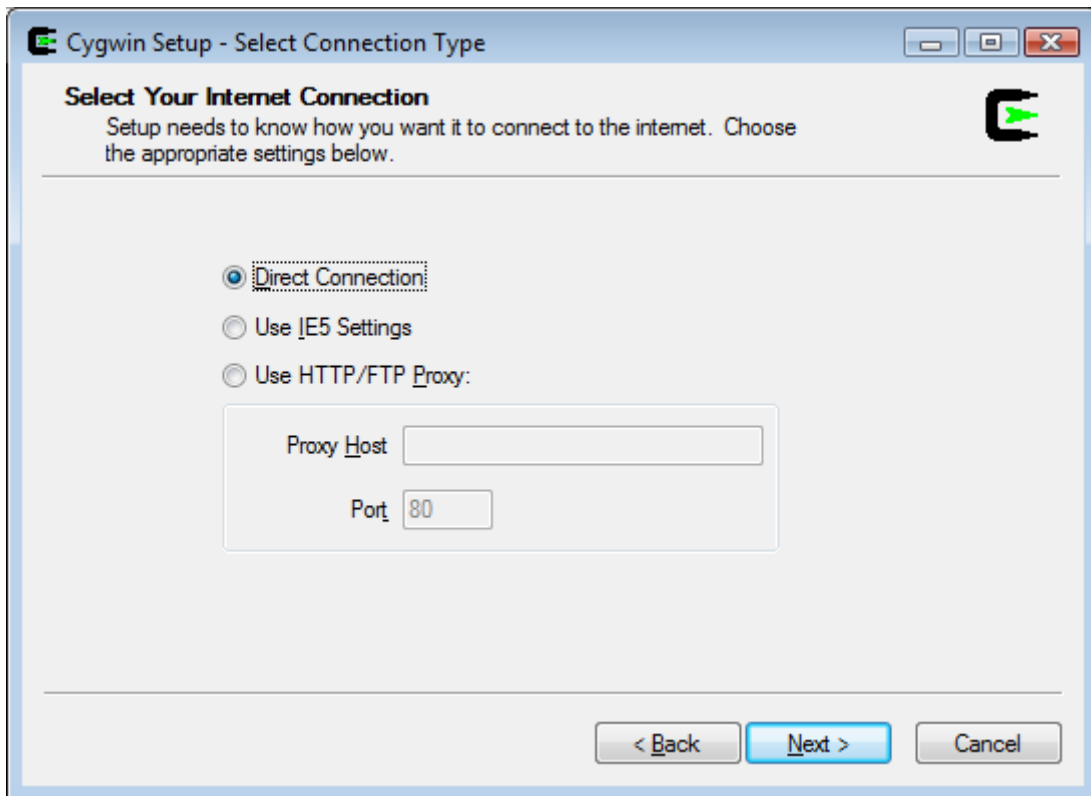 Cygwin Setup - Select Connection Type
Select Your Internet Connection
Setup needs to know how you want it to connect to the internet.  Choose
the appropriate settings below.
Direct Connection
Use IE5 Settings
Use HTTP/FTP Proxy:
Proxy Host
Port 80
< Back Next > Cancel